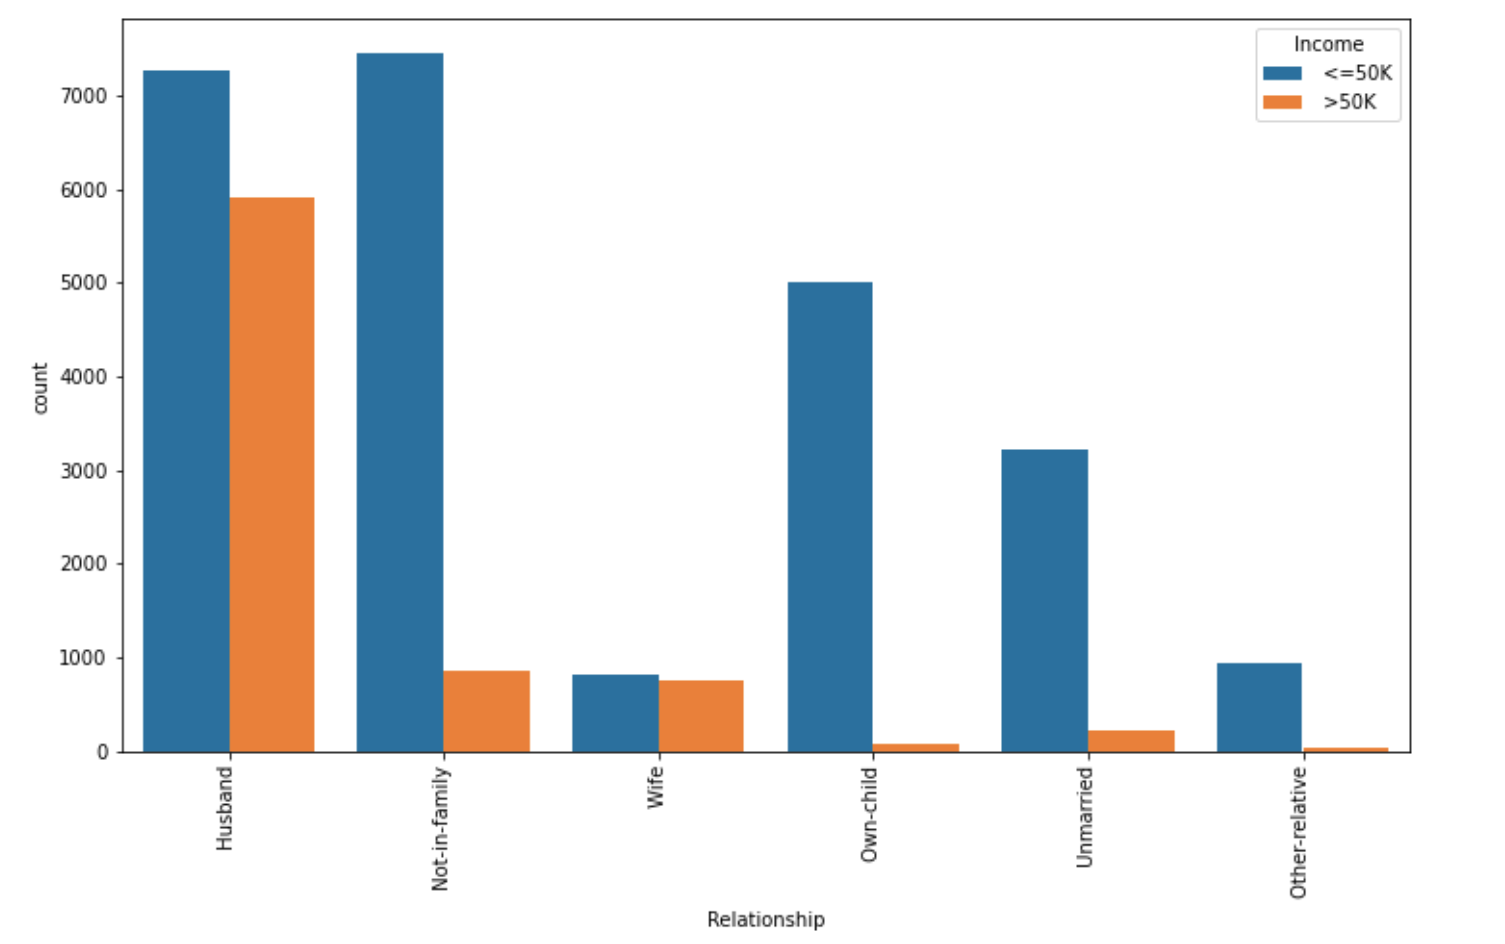 Income
<=50K
>50K
7000
6000
5000
4000
3000
2000
1000
0
count
Husband
Not-in-family
Wife
Own-child
Unmarried
Other-relative
Relationship